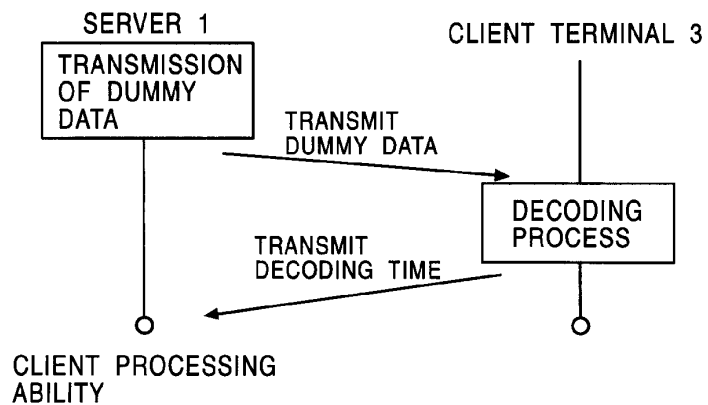 SERVER 1
CLIENT TERMINAL 3
TRANSMISSION
OF DUMMY
DATA
TRANSMIT
DUMMY DATA
DECODING
PROCESS
TRANSMIT
DECODING TIME
CLIENT PROCESSING
ABILITY